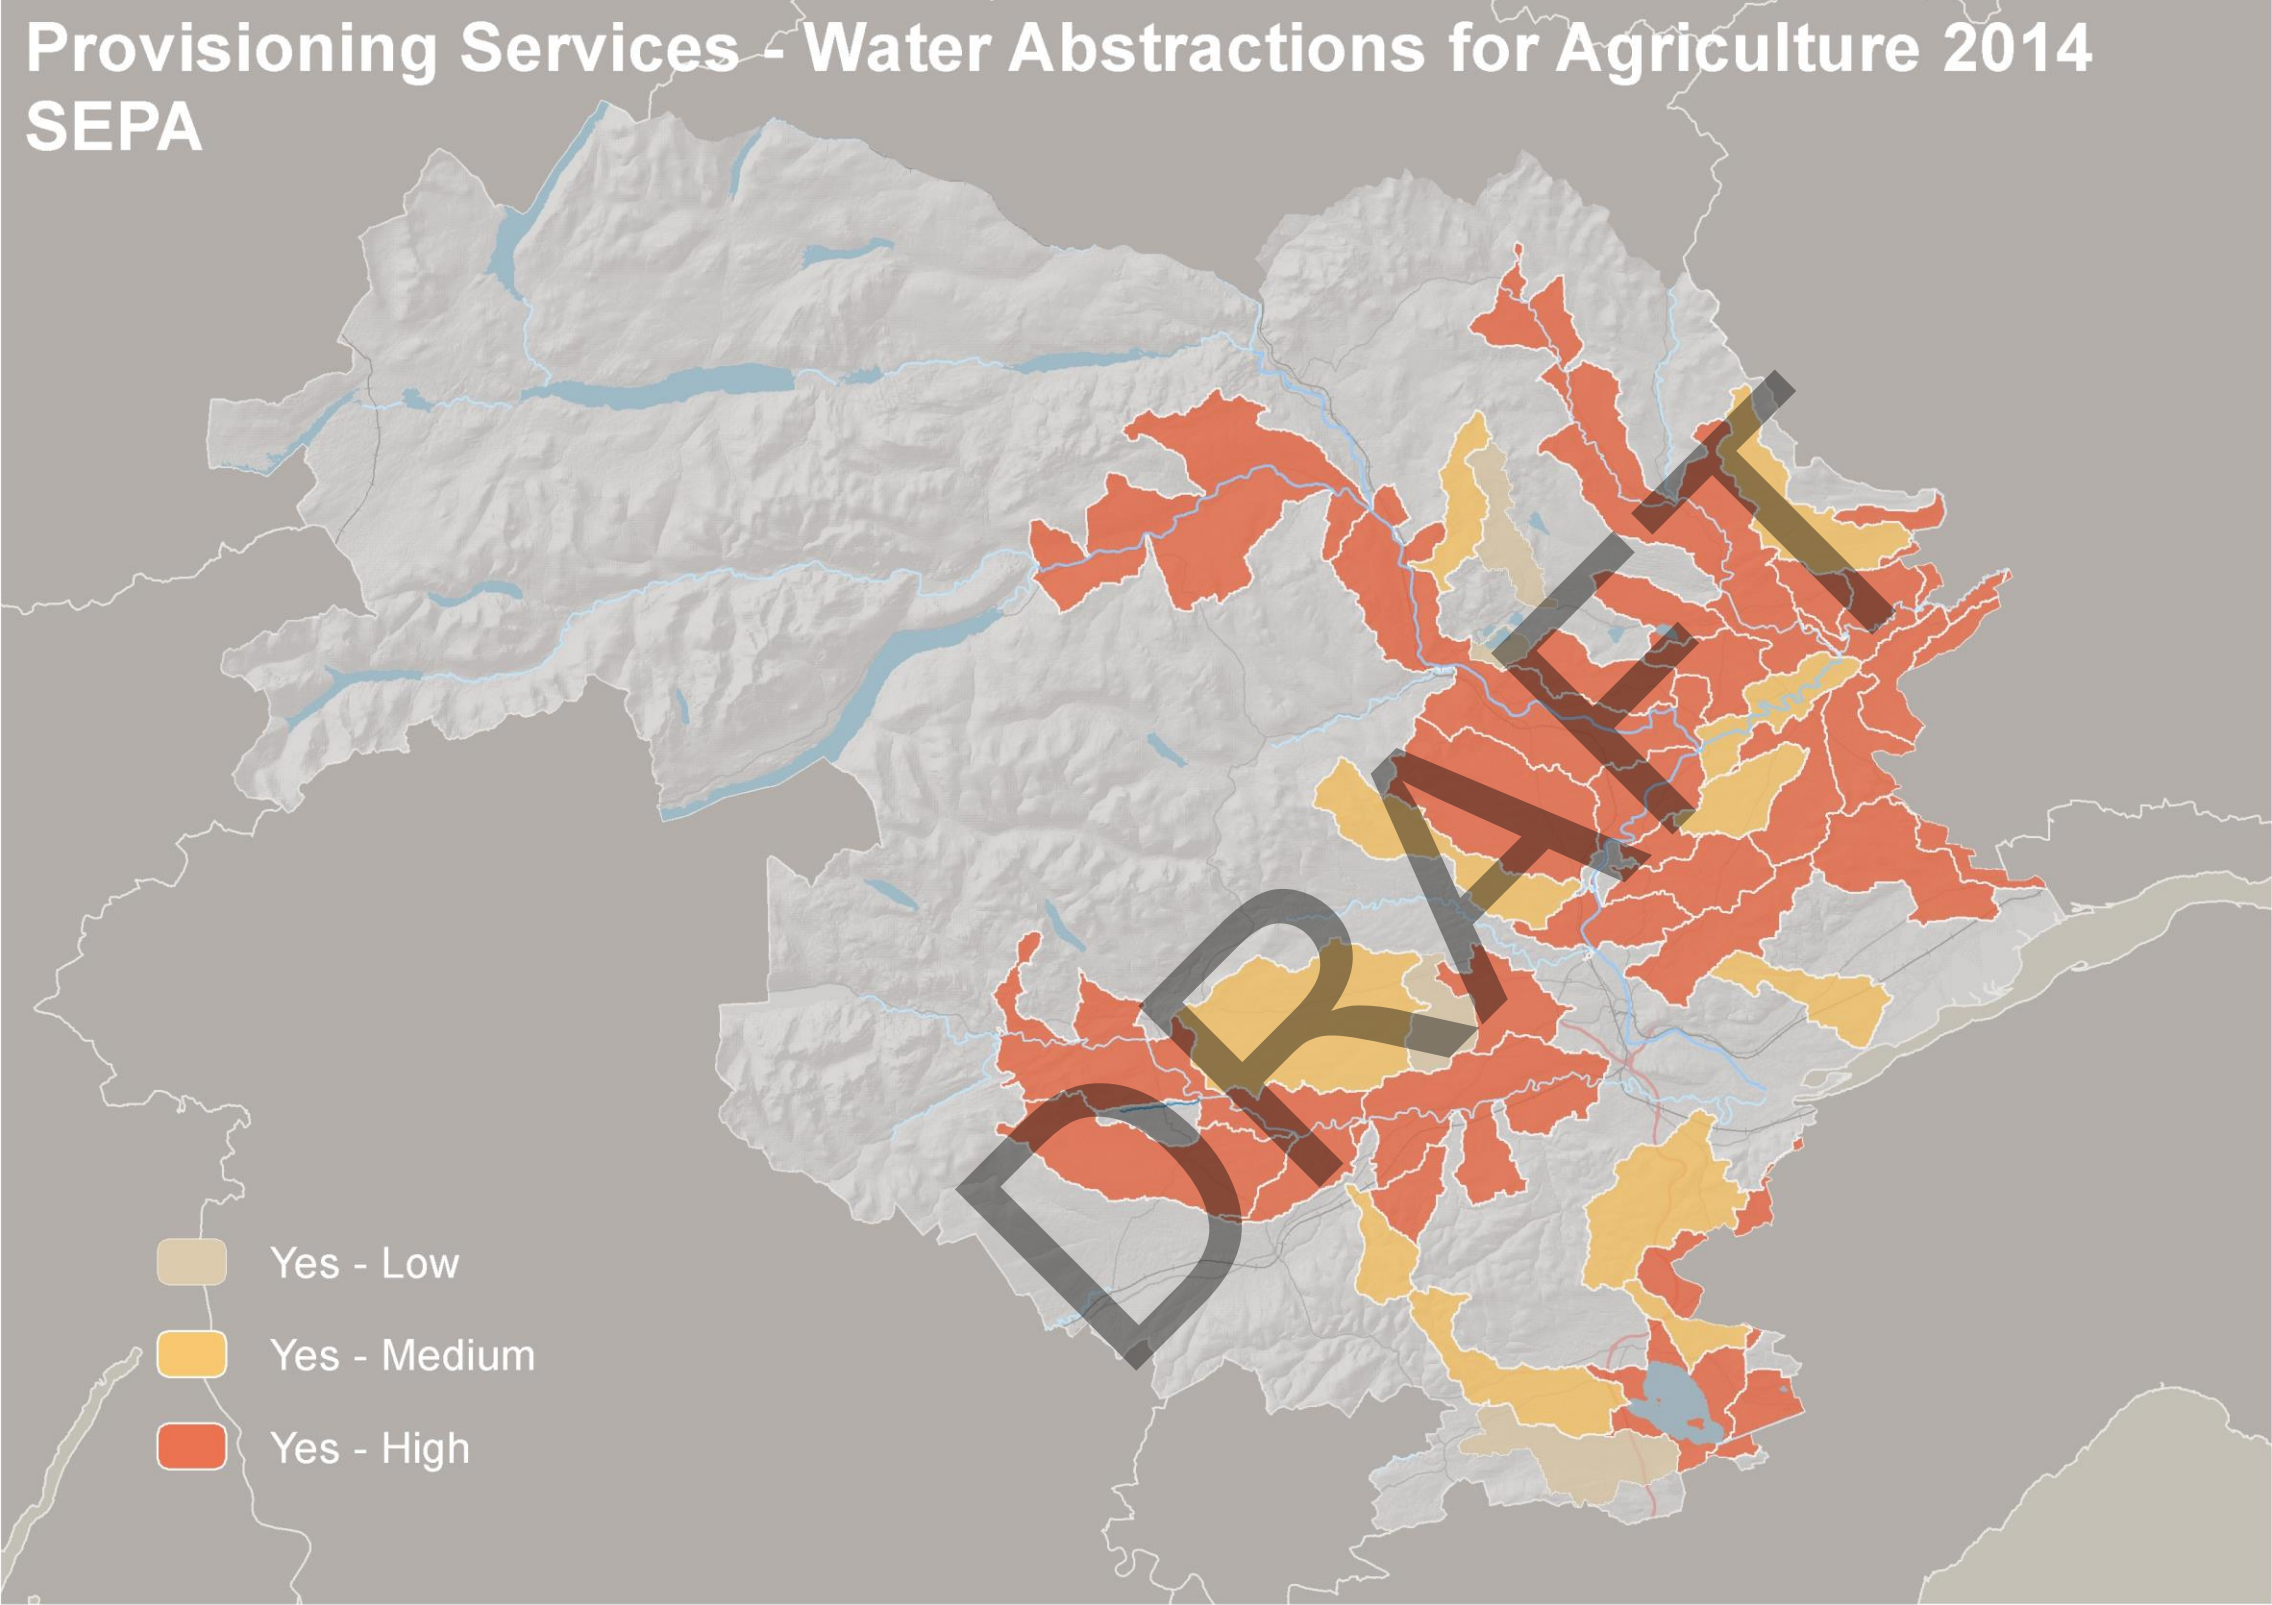 Provisioning Services - Water Abstractions for Agriculture 2014
SEPA
DRAFT
Yes - Low
Yes - Medium
Yes - High